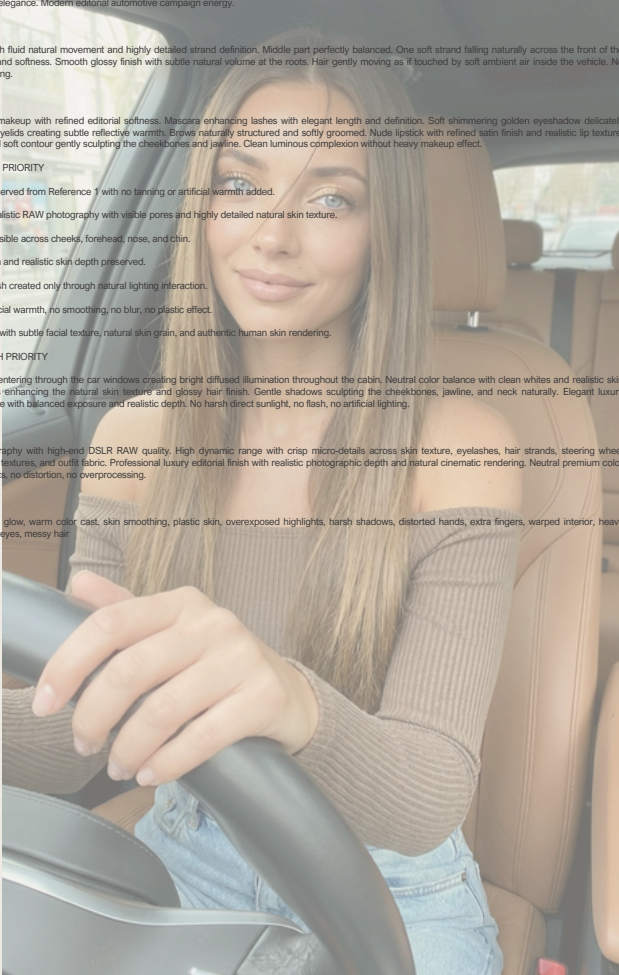 elegance. Modern editorial automotive campaign energy.
h fluid natural movement and highly detailed strand definition. Middle part perfectly balanced. One soft strand falling naturally across the front of the
nd softness. Smooth glossy finish with subtle natural volume at the roots. Hair gently moving as if touched by soft ambient air inside the vehicle. N
ng.
makeup with refined editorial softness. Mascara enhancing lashes with elegant length and definition. Soft shimmering golden eyeshadow delicatel
yelids creating subtle reflective warmth. Brows naturally structured and softly groomed. Nude lipstick with refined satin finish and realistic lip texture
l soft contour gently sculpting the cheekbones and jawline. Clean luminous complexion without heavy makeup effect.
PRIORITY
erved from Reference 1 with no tanning or artificial warmth added.
alistic RAW photography with visible pores and highly detailed natural skin texture.
sible across cheeks, forehead, nose, and chin.
n and realistic skin depth preserved.
sh created only through natural lighting interaction.
cial warmth, no smoothing, no blur, no plastic effect.
with subtle facial texture, natural skin grain, and authentic human skin rendering.
H PRIORITY
entering through the car windows creating bright diffused illumination throughout the cabin. Neutral color balance with clean whites and realistic skin
s enhancing the natural skin texture and glossy hair finish. Gentle shadows sculpting the cheekbones, jawline, and neck naturally. Elegant luxur
e with balanced exposure and realistic depth. No harsh direct sunlight, no flash, no artificial lighting.
raphy with high-end DSLR RAW quality. High dynamic range with crisp micro-details across skin texture, eyelashes, hair strands, steering whee
textures, and outfit fabric. Professional luxury editorial finish with realistic photographic depth and natural cinematic rendering. Neutral premium colo
ts, no distortion, no overprocessing.
glow, warm color cast, skin smoothing, plastic skin, overexposed highlights, harsh shadows, distorted hands, extra fingers, warped interior, heav
eyes, messy hair